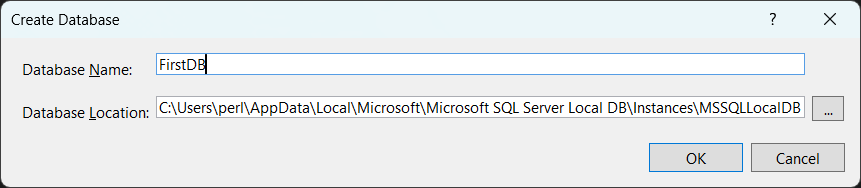 Create Database
?
Database Name: FirstDB
Database Location: C:\Users\perl\AppData\Local\Microsoft\Microsoft SQL Server Local DB\Instances\MSSQLLocalDB ...
OK Cancel